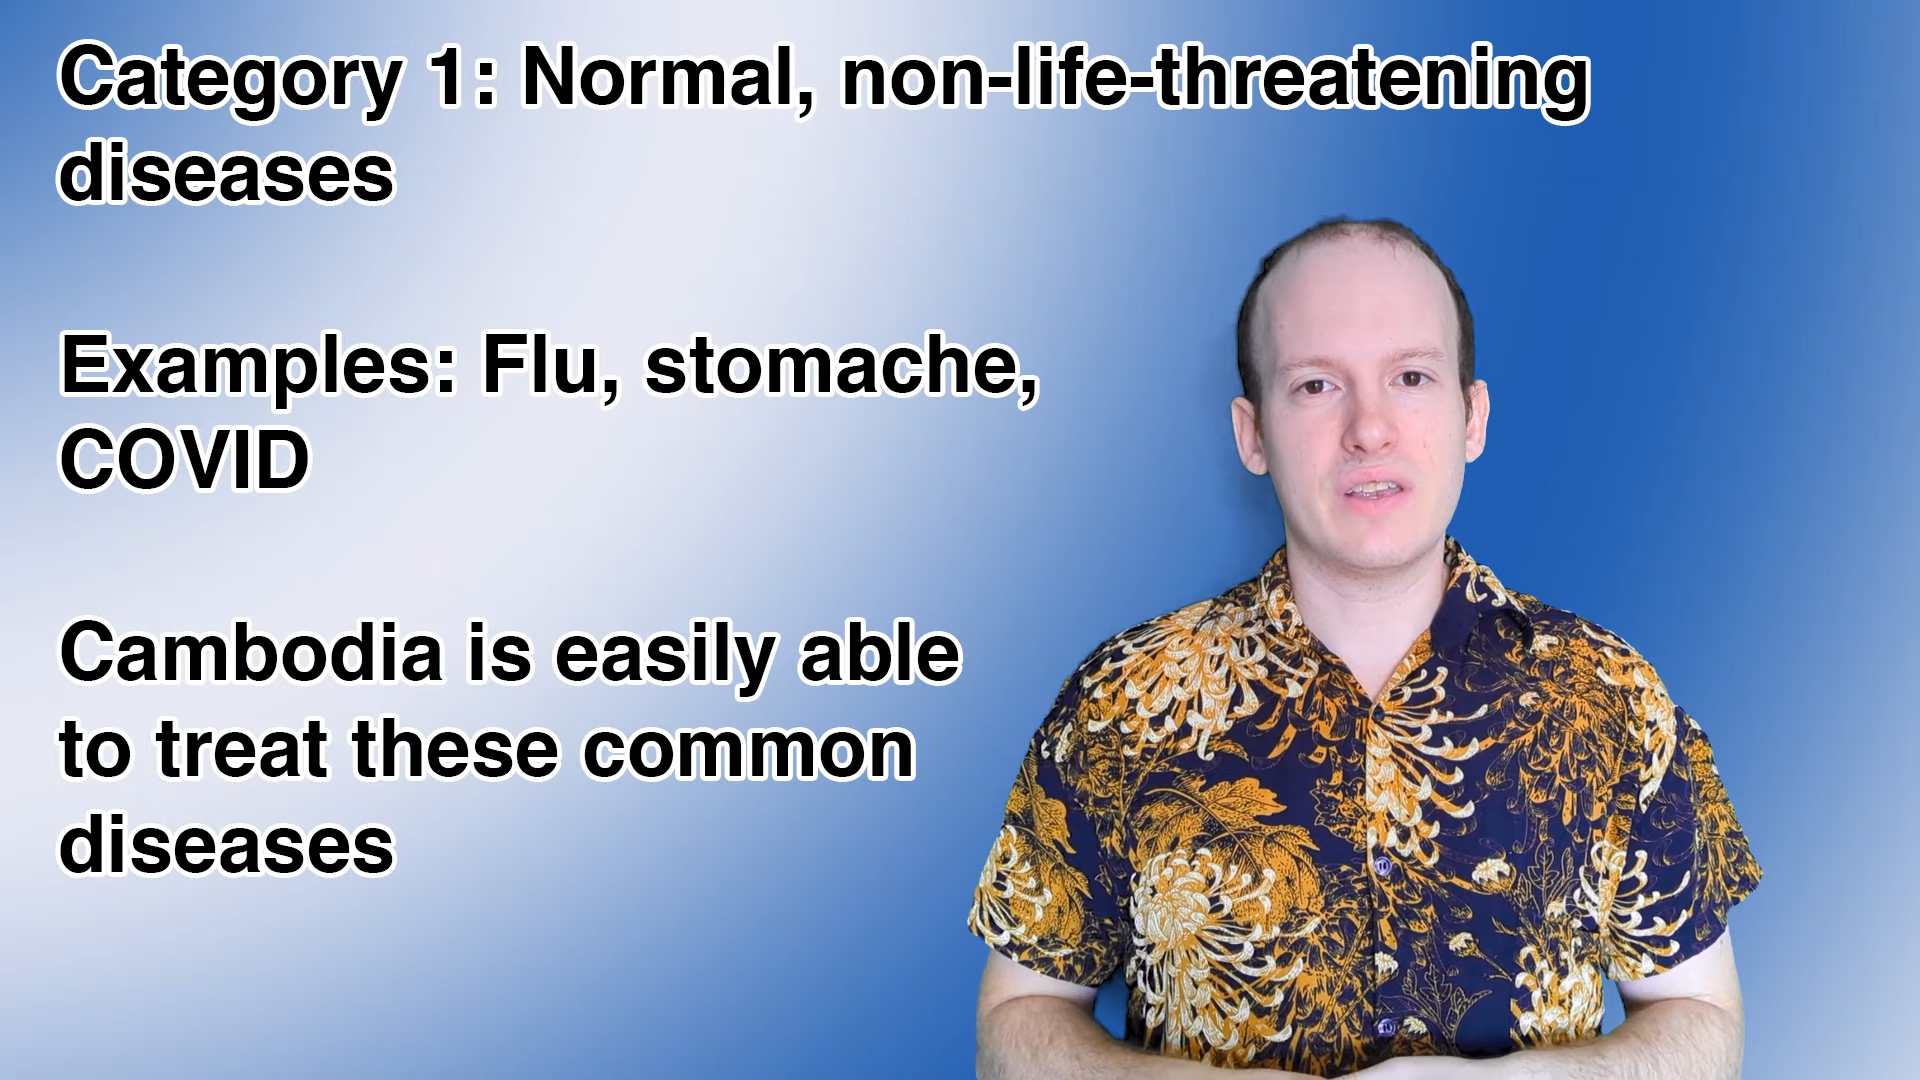 Category 1: Normal, non-life-threatening
diseases
Examples: Flu, stomache,
COVID
Cambodia is easily able
to treat these common
diseases